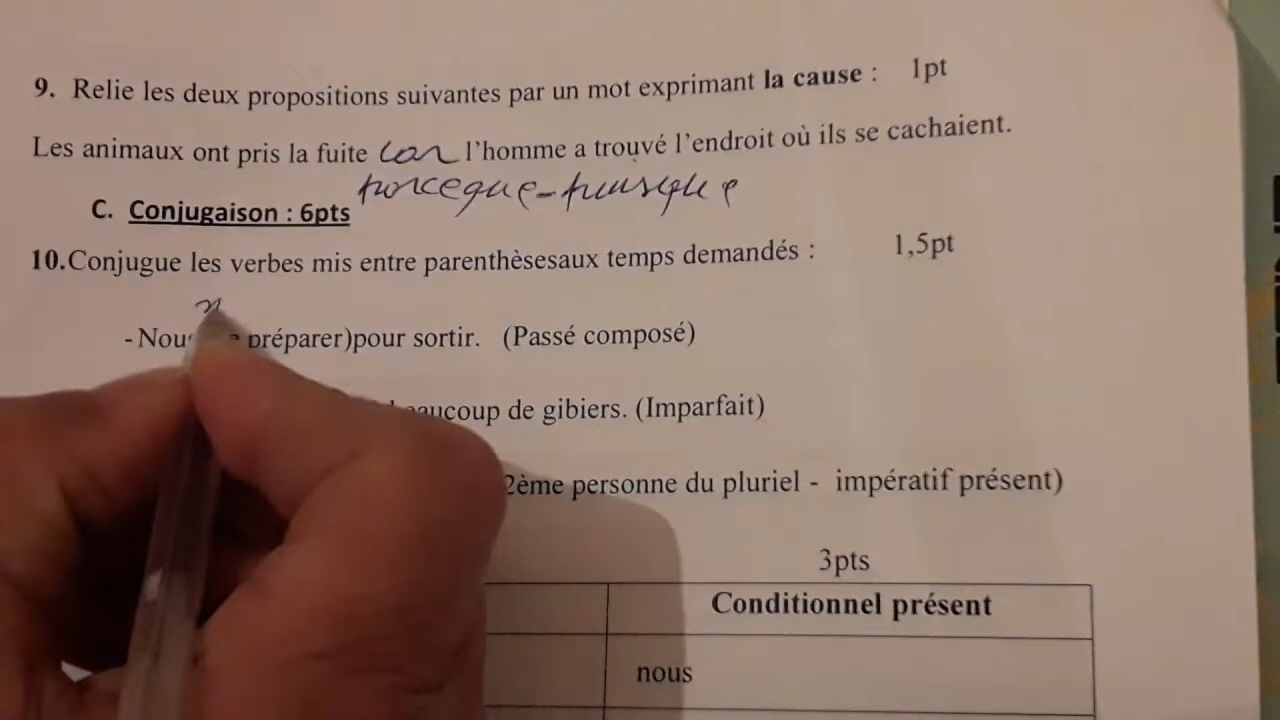 9. Relie les deux propositions suivantes par un mot exprimant la cause : 1pt
Les animaux ont pris la fuite car l'homme a trouvé l'endroit où ils se cachaient.
parceque-puisque
C. Conjugaison : 6pts
10.Conjugue les verbes mis entre parenthèsesaux temps demandés : 1,5pt
n
-Nous préparer)pour sortir. (Passé composé)
beaucoup de gibiers. (Imparfait)
2ème personne du pluriel - impératif présent)
3pts
Conditionnel présent
nous